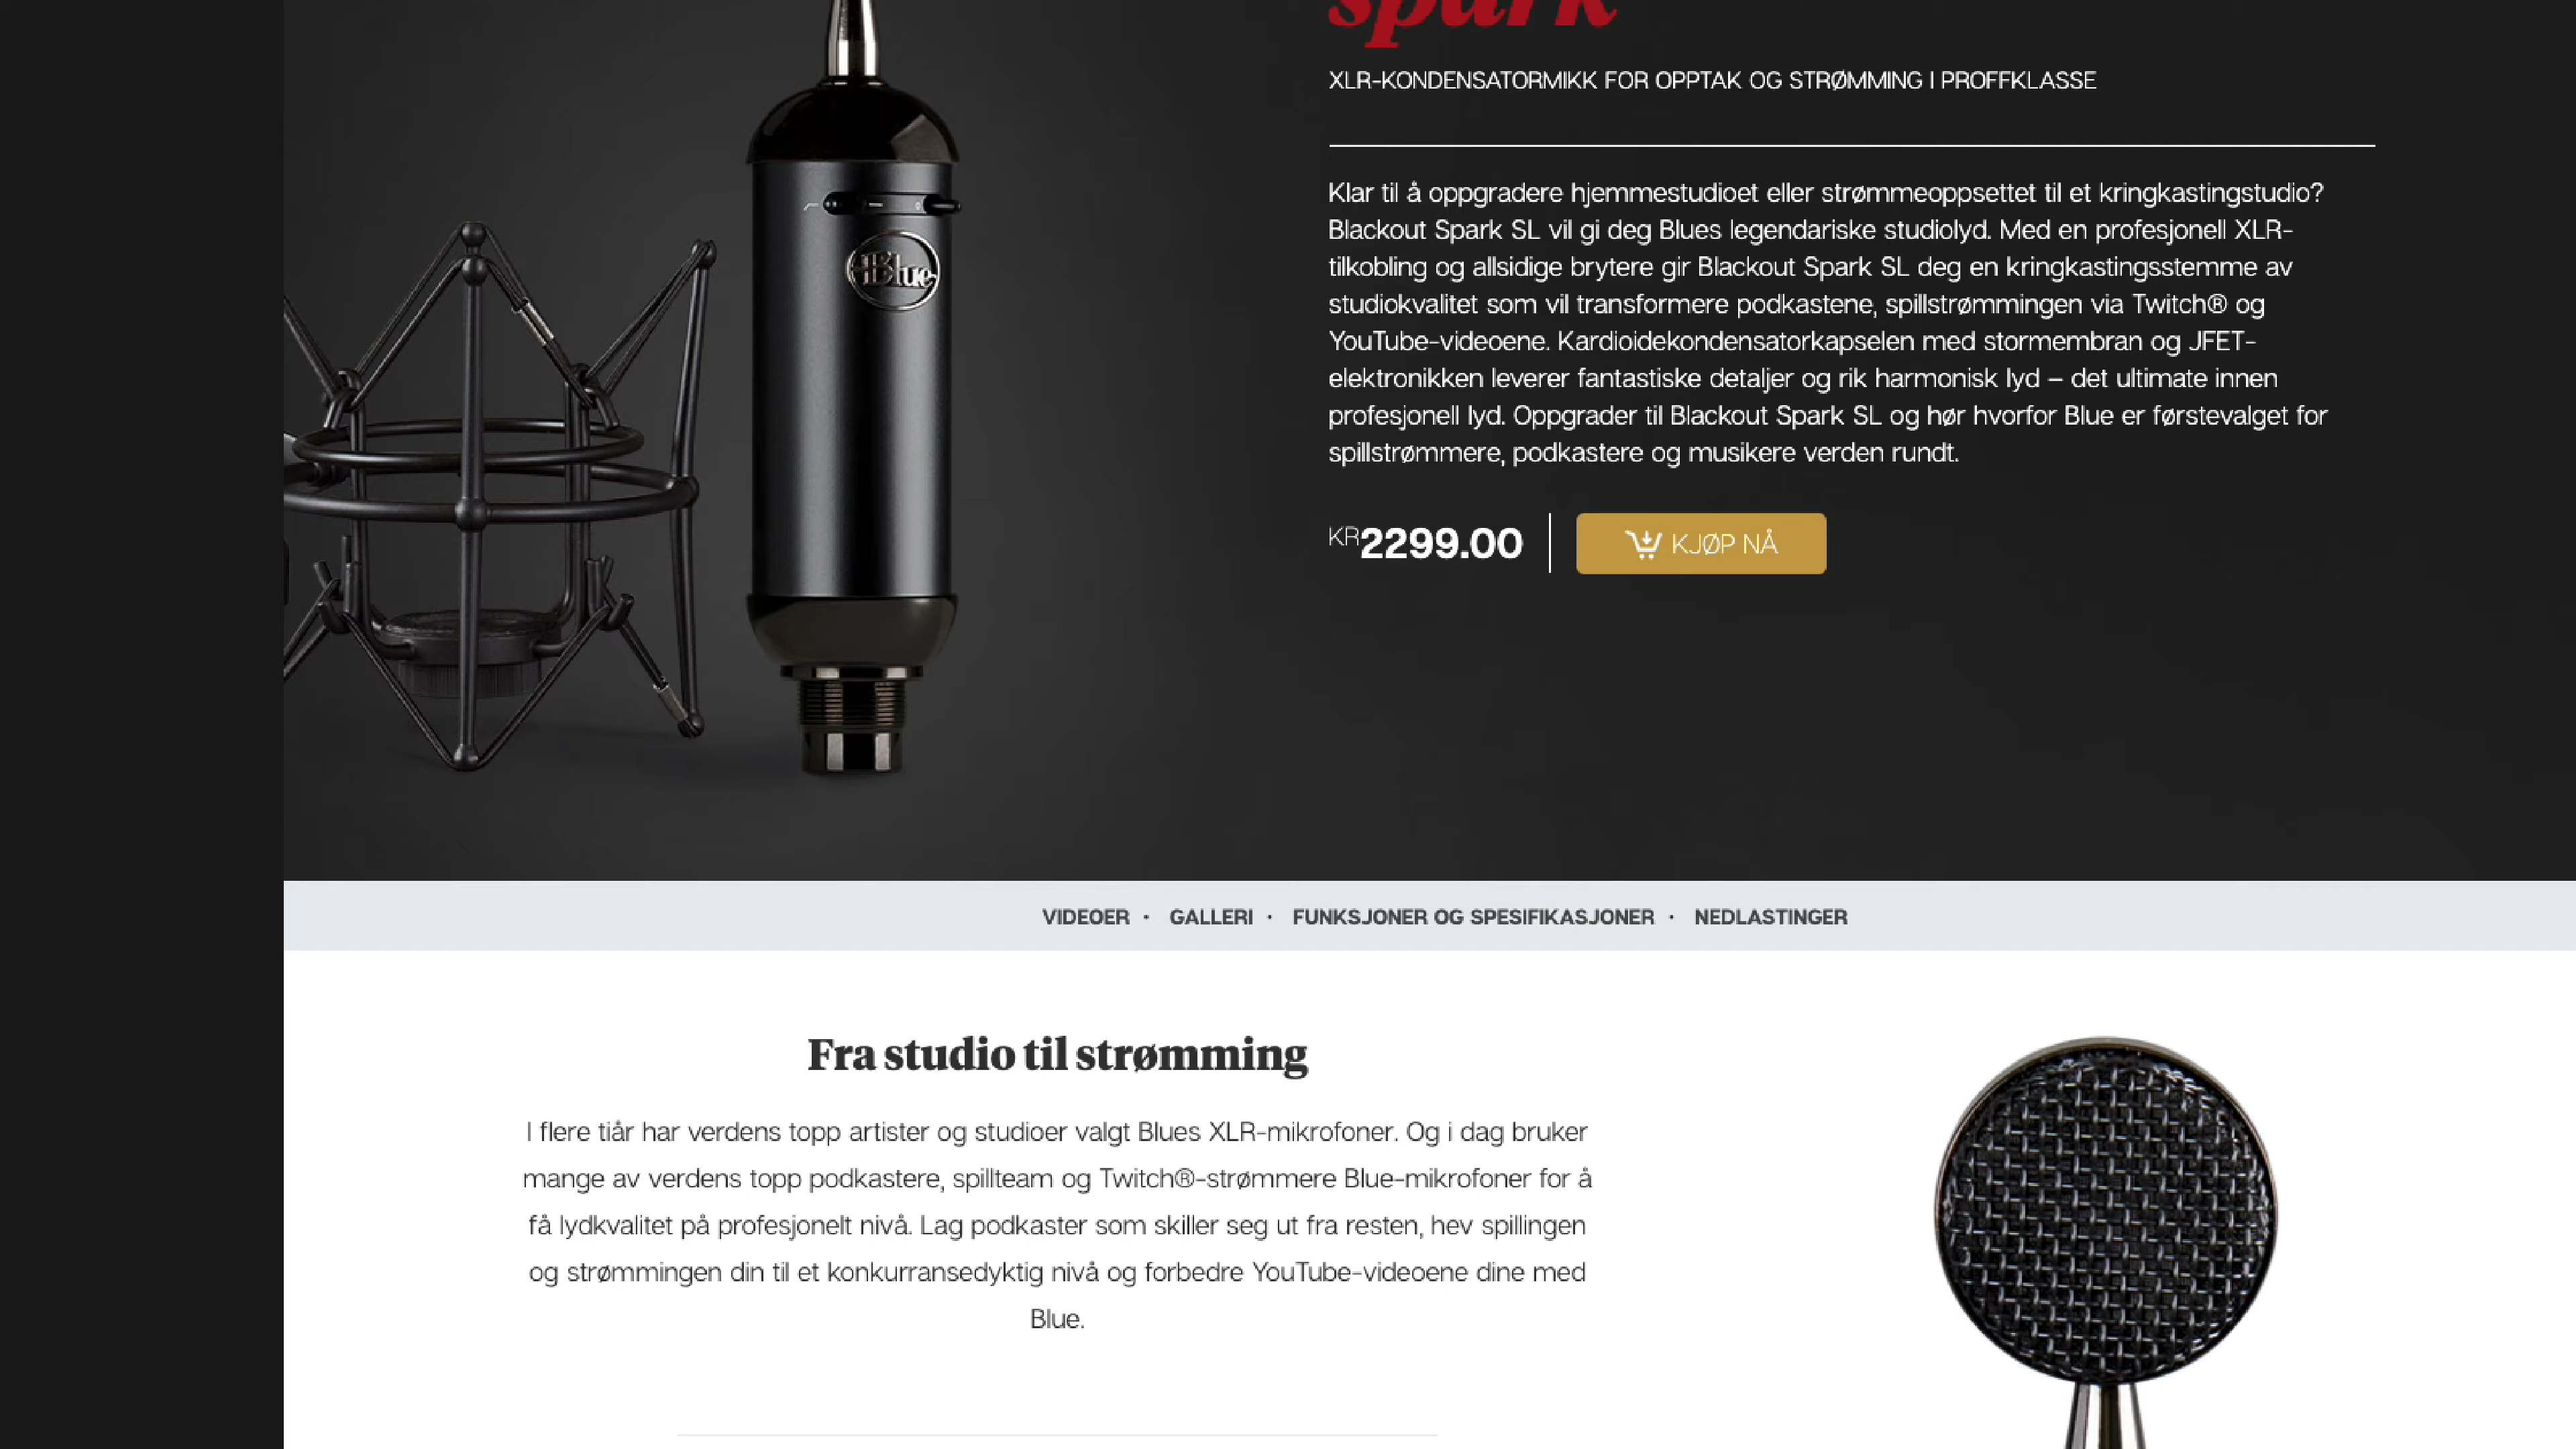 spark
XLR-KONDENSATORMIKK FOR OPPTAK OG STRØMMING I PROFFKLASSE
Klar til å oppgradere hjemmestudioet eller strømmeoppsettet til et kringkastingstudio?
Blackout Spark SL vil gi deg Blues legendariske studiolyd. Med en profesjonell XLR-
tilkobling og allsidige brytere gir Blackout Spark SL deg en kringkastingsstemme av
studiokvalitet som vil transformere podkastene, spillstrømmingen via Twitch® og
YouTube-videoene. Kardioidekondensatorkapselen med stormembran og JFET-
elektronikken leverer fantastiske detaljer og rik harmonisk lyd – det ultimate innen
profesjonell lyd. Oppgrader til Blackout Spark SL og hør hvorfor Blue er førstevalget for
spillstrømmere, podkastere og musikere verden rundt.
KR2299.00
KJØP NÅ
Blue
VIDEOER · GALLERI · FUNKSJONER OG SPESIFIKASJONER · NEDLASTINGER
Fra studio til strømming
I flere tiår har verdens topp artister og studioer valgt Blues XLR-mikrofoner. Og i dag bruker
mange av verdens topp podkastere, spillteam og Twitch®-strømmere Blue-mikrofoner for å
få lydkvalitet på profesjonelt nivå. Lag podkaster som skiller seg ut fra resten, hev spillingen
og strømmingen din til et konkurransedyktig nivå og forbedre YouTube-videoene dine med
Blue.